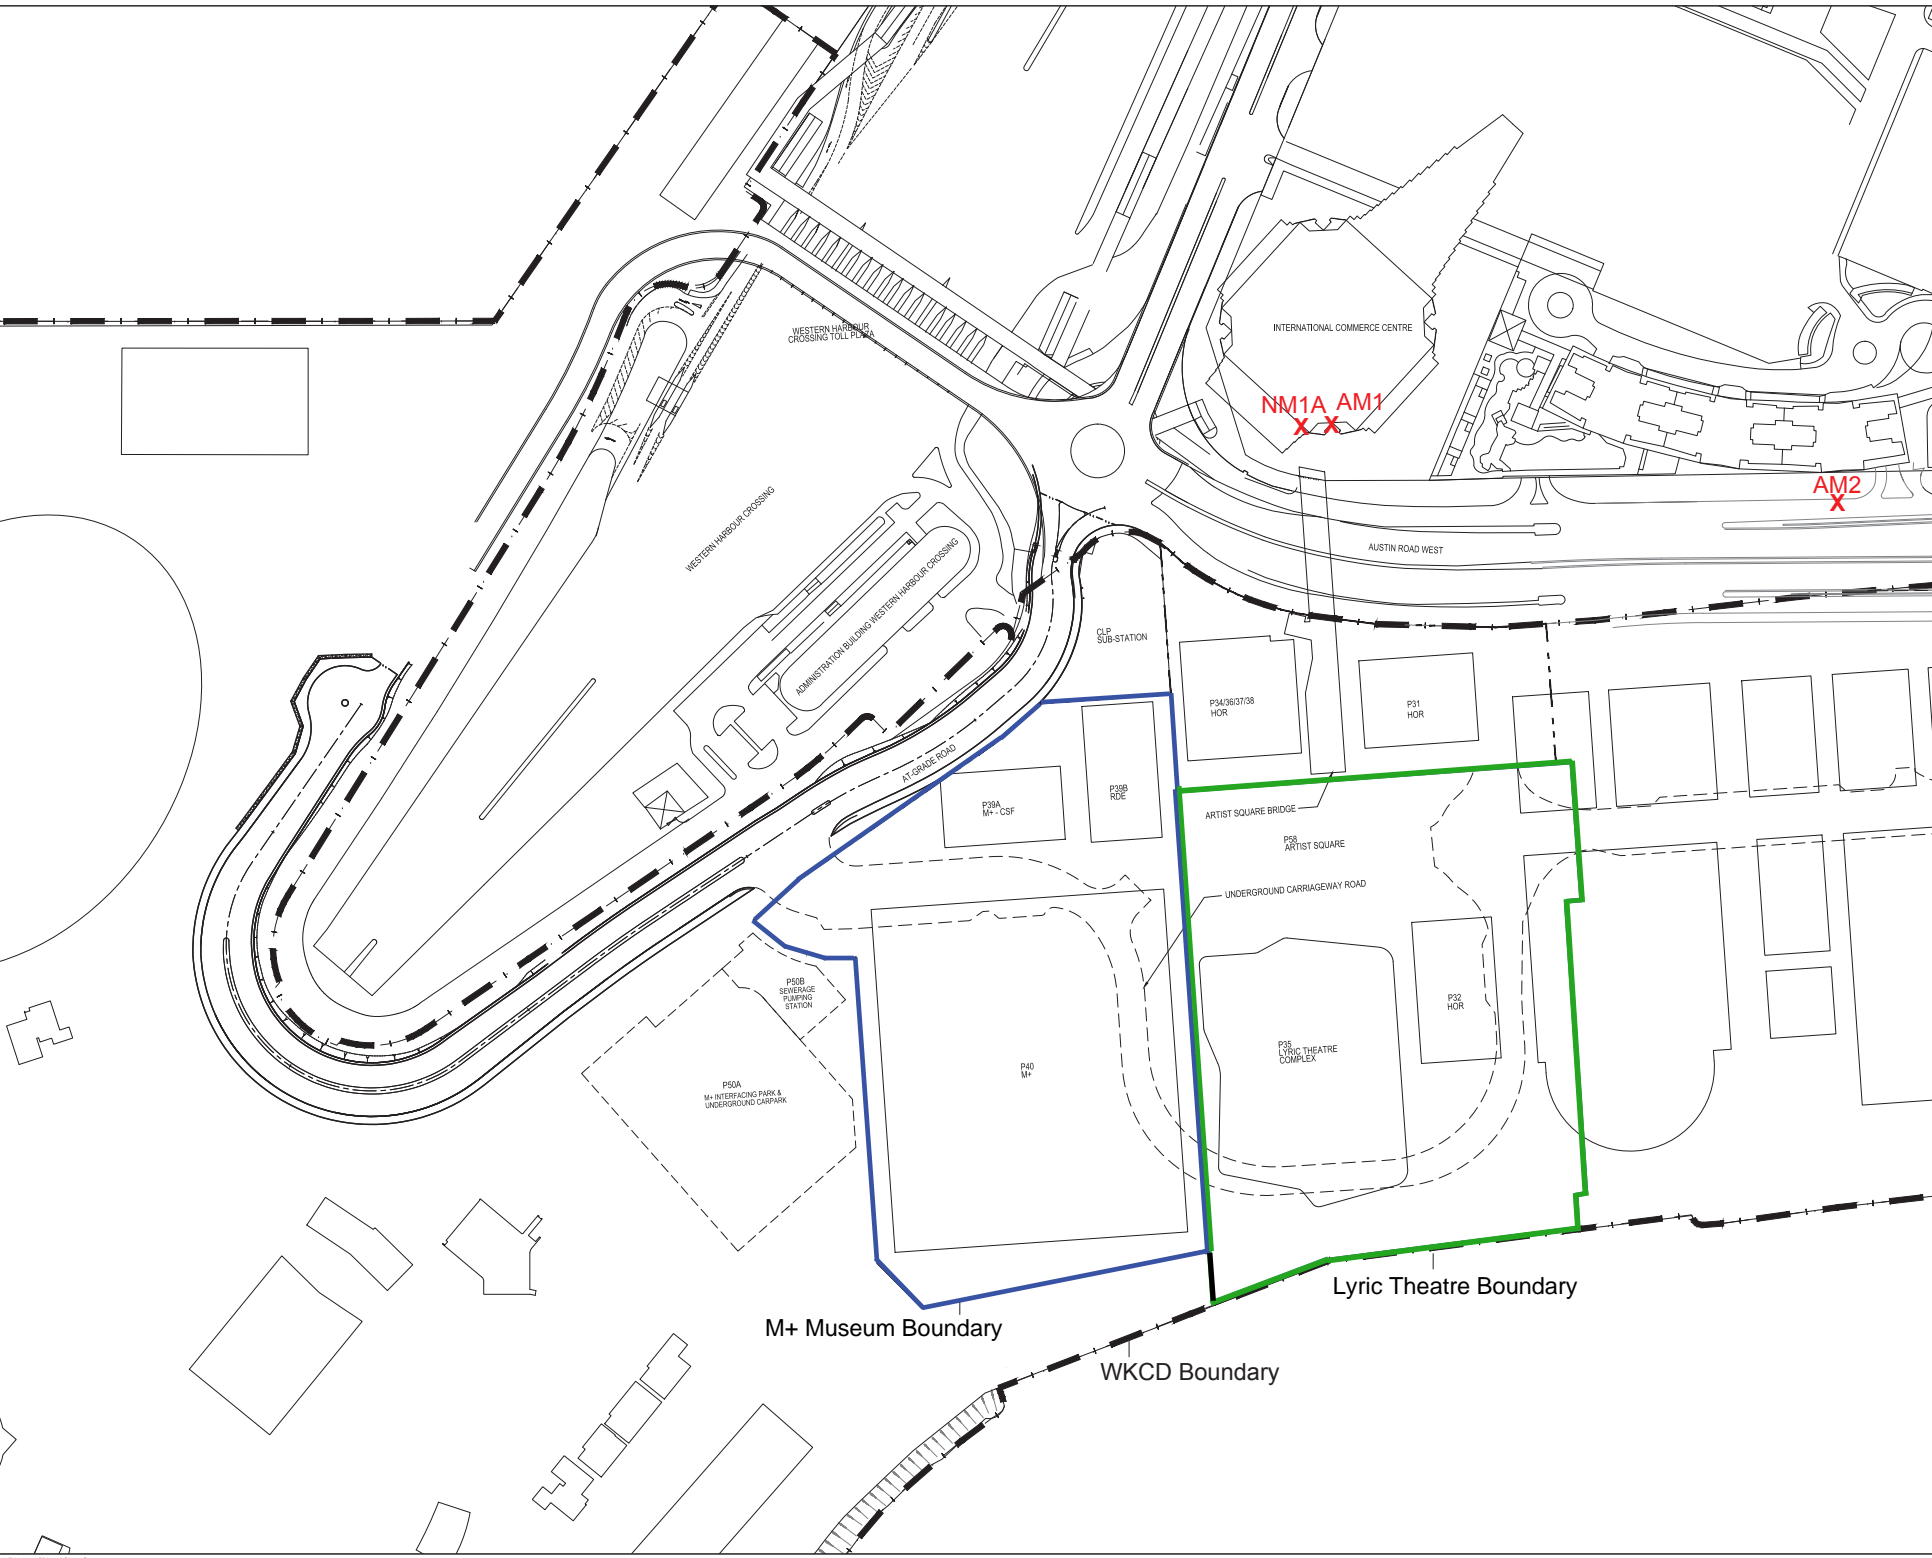 WESTERN HARBOUR
CROSSING TOLL PLAZA
INTERNATIONAL COMMERCE CENTRE
NM1A
AM1
X
X
AM2
X
WESTERN HARBOUR CROSSING
ADMINISTRATION BUILDING WESTERN HARBOUR CROSSING
AUSTIN ROAD WEST
CLP
SUB-STATION
P34/36/37/38
HOR
P31
HOR
AT-GRADE ROAD
P39A
M+ - CSF
P39B
RDE
ARTIST SQUARE BRIDGE
P58
ARTIST SQUARE
UNDERGROUND CARRIAGEWAY ROAD
P50B
SEWERAGE
PUMPING
STATION
P32
HOR
P35
LYRIC THEATRE
COMPLEX
P40
M+
P50A
M+ INTERFACING PARK &
UNDERGROUND CARPARK
Lyric Theatre Boundary
M+ Museum Boundary
WKCD Boundary